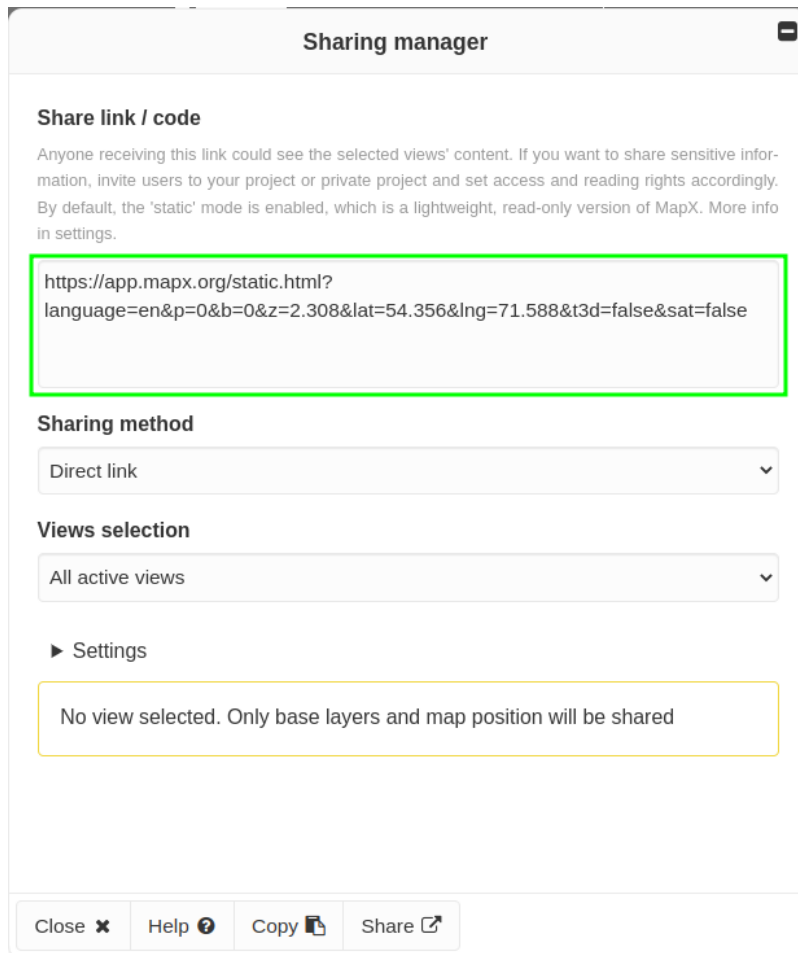 Sharing manager
Share link / code
Anyone receiving this link could see the selected views' content. If you want to share sensitive infor-
mation, invite users to your project or private project and set access and reading rights accordingly.
By default, the 'static' mode is enabled, which is a lightweight, read-only version of MapX. More info
in settings.
https://app.mapx.org/static.html?
language=en&p=0&b=0&z=2.308&lat=54.356&lng=71.588&t3d=false&sat=false
Sharing method
Direct link
Views selection
All active views
Settings
No view selected. Only base layers and map position will be shared
Close Help Copy Share